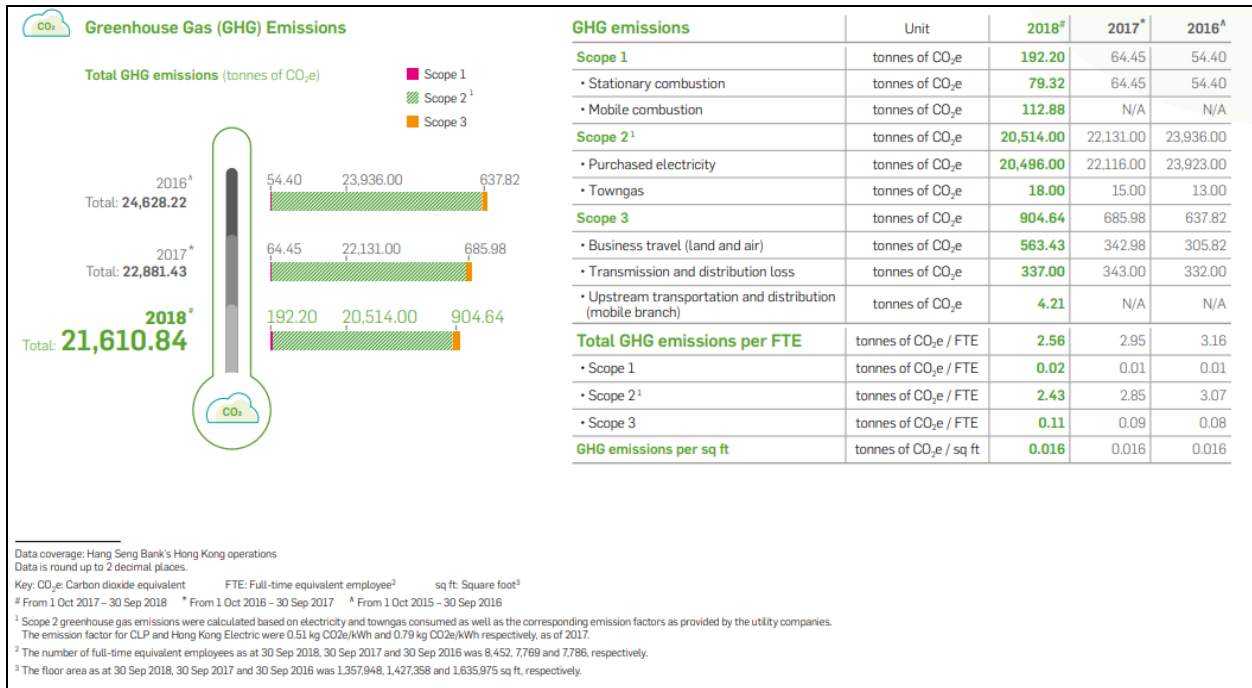 CO₂ Greenhouse Gas (GHG) Emissions
Total GHG emissions (tonnes of CO₂e)
Scope 1
Scope 2 ¹
Scope 3
2016^
Total: 24,628.22
54.40 23,936.00 637.82
2017*
Total: 22,881.43
64.45 22,131.00 685.98
2018#
Total: 21,610.84
192.20 20,514.00 904.64
CO₂
GHG emissions Unit 2018# 2017* 2016^
Scope 1 tonnes of CO₂e 192.20 64.45 54.40
• Stationary combustion tonnes of CO₂e 79.32 64.45 54.40
• Mobile combustion tonnes of CO₂e 112.88 N/A N/A
Scope 2¹ tonnes of CO₂e 20,514.00 22,131.00 23,936.00
• Purchased electricity tonnes of CO₂e 20,496.00 22,116.00 23,923.00
• Towngas tonnes of CO₂e 18.00 15.00 13.00
Scope 3 tonnes of CO₂e 904.64 685.98 637.82
• Business travel (land and air) tonnes of CO₂e 563.43 342.98 305.82
• Transmission and distribution loss tonnes of CO₂e 337.00 343.00 332.00
• Upstream transportation and distribution
(mobile branch) tonnes of CO₂e 4.21 N/A N/A
Total GHG emissions per FTE tonnes of CO₂e / FTE 2.56 2.95 3.16
• Scope 1 tonnes of CO₂e / FTE 0.02 0.01 0.01
• Scope 2¹ tonnes of CO₂e / FTE 2.43 2.85 3.07
• Scope 3 tonnes of CO₂e / FTE 0.11 0.09 0.08
GHG emissions per sq ft tonnes of CO₂e / sq ft 0.016 0.016 0.016
Data coverage: Hang Seng Bank's Hong Kong operations
Data is round up to 2 decimal places.
Key: CO₂e: Carbon dioxide equivalent FTE: Full-time equivalent employee² sq ft: Square foot³
# From 1 Oct 2017 – 30 Sep 2018 * From 1 Oct 2016 – 30 Sep 2017 ^ From 1 Oct 2015 – 30 Sep 2016
¹ Scope 2 greenhouse gas emissions were calculated based on electricity and towngas consumed as well as the corresponding emission factors as provided by the utility companies.
The emission factor for CLP and Hong Kong Electric were 0.51 kg CO2e/kWh and 0.79 kg CO2e/kWh respectively, as of 2017.
² The number of full-time equivalent employees as at 30 Sep 2018, 30 Sep 2017 and 30 Sep 2016 was 8,452, 7,769 and 7,786, respectively.
³ The floor area as at 30 Sep 2018, 30 Sep 2017 and 30 Sep 2016 was 1,357,948, 1,427,358 and 1,635,975 sq ft, respectively.